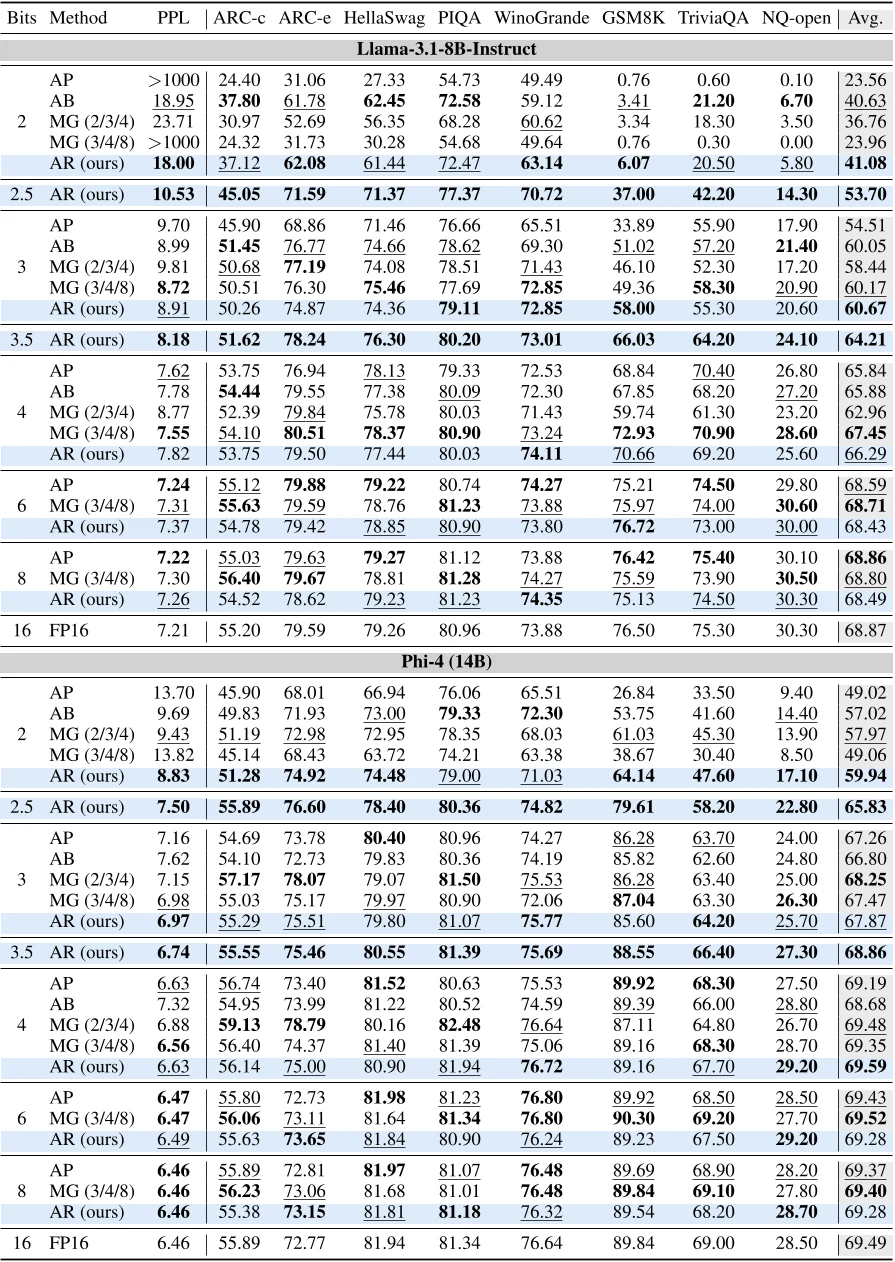 Bits Method PPL ARC-c ARC-e HellaSwag PIQA WinoGrande GSM8K TriviaQA NQ-open Avg.
Llama-3.1-8B-Instruct
AP >1000 24.40 31.06 27.33 54.73 49.49 0.76 0.60 0.10 23.56
AB 18.95 37.80 61.78 62.45 72.58 59.12 3.41 21.20 6.70 40.63
2 MG (2/3/4) 23.71 30.97 52.69 56.35 68.28 60.62 3.34 18.30 3.50 36.76
MG (3/4/8) >1000 24.32 31.73 30.28 54.68 49.64 0.76 0.30 0.00 23.96
AR (ours) 18.00 37.12 62.08 61.44 72.47 63.14 6.07 20.50 5.80 41.08
2.5 AR (ours) 10.53 45.05 71.59 71.37 77.37 70.72 37.00 42.20 14.30 53.70
AP 9.70 45.90 68.86 71.46 76.66 65.51 33.89 55.90 17.90 54.51
AB 8.99 51.45 76.77 74.66 78.62 69.30 51.02 57.20 21.40 60.05
3 MG (2/3/4) 9.81 50.68 77.19 74.08 78.51 71.43 46.10 52.30 17.20 58.44
MG (3/4/8) 8.72 50.51 76.30 75.46 77.69 72.85 49.36 58.30 20.90 60.17
AR (ours) 8.91 50.26 74.87 74.36 79.11 72.85 58.00 55.30 20.60 60.67
3.5 AR (ours) 8.18 51.62 78.24 76.30 80.20 73.01 66.03 64.20 24.10 64.21
AP 7.62 53.75 76.94 78.13 79.33 72.53 68.84 70.40 26.80 65.84
AB 7.78 54.44 79.55 77.38 80.09 72.30 67.85 68.20 27.20 65.88
4 MG (2/3/4) 8.77 52.39 79.84 75.78 80.03 71.43 59.74 61.30 23.20 62.96
MG (3/4/8) 7.55 54.10 80.51 78.37 80.90 73.24 72.93 70.90 28.60 67.45
AR (ours) 7.82 53.75 79.50 77.44 80.03 74.11 70.66 69.20 25.60 66.29
AP 7.24 55.12 79.88 79.22 80.74 74.27 75.21 74.50 29.80 68.59
6 MG (3/4/8) 7.31 55.63 79.59 78.76 81.23 73.88 75.97 74.00 30.60 68.71
AR (ours) 7.37 54.78 79.42 78.85 80.90 73.80 76.72 73.00 30.00 68.43
AP 7.22 55.03 79.63 79.27 81.12 73.88 76.42 75.40 30.10 68.86
8 MG (3/4/8) 7.30 56.40 79.67 78.81 81.28 74.27 75.59 73.90 30.50 68.80
AR (ours) 7.26 54.52 78.62 79.23 81.23 74.35 75.13 74.50 30.30 68.49
16 FP16 7.21 55.20 79.59 79.26 80.96 73.88 76.50 75.30 30.30 68.87
Phi-4 (14B)
AP 13.70 45.90 68.01 66.94 76.06 65.51 26.84 33.50 9.40 49.02
AB 9.69 49.83 71.93 73.00 79.33 72.30 53.75 41.60 14.40 57.02
2 MG (2/3/4) 9.43 51.19 72.98 72.95 78.35 68.03 61.03 45.30 13.90 57.97
MG (3/4/8) 13.82 45.14 68.43 63.72 74.21 63.38 38.67 30.40 8.50 49.06
AR (ours) 8.83 51.28 74.92 74.48 79.00 71.03 64.14 47.60 17.10 59.94
2.5 AR (ours) 7.50 55.89 76.60 78.40 80.36 74.82 79.61 58.20 22.80 65.83
AP 7.16 54.69 73.78 80.40 80.96 74.27 86.28 63.70 24.00 67.26
AB 7.62 54.10 72.73 79.83 80.36 74.19 85.82 62.60 24.80 66.80
3 MG (2/3/4) 7.15 57.17 78.07 79.07 81.50 75.53 86.28 63.40 25.00 68.25
MG (3/4/8) 6.98 55.03 75.17 79.97 80.90 72.06 87.04 63.30 26.30 67.47
AR (ours) 6.97 55.29 75.51 79.80 81.07 75.77 85.60 64.20 25.70 67.87
3.5 AR (ours) 6.74 55.55 75.46 80.55 81.39 75.69 88.55 66.40 27.30 68.86
AP 6.63 56.74 73.40 81.52 80.63 75.53 89.92 68.30 27.50 69.19
AB 7.32 54.95 73.99 81.22 80.52 74.59 89.39 66.00 28.80 68.68
4 MG (2/3/4) 6.88 59.13 78.79 80.16 82.48 76.64 87.11 64.80 26.70 69.48
MG (3/4/8) 6.56 56.40 74.37 81.40 81.39 75.06 89.16 68.30 28.70 69.35
AR (ours) 6.63 56.14 75.00 80.90 81.94 76.72 89.16 67.70 29.20 69.59
AP 6.47 55.80 72.73 81.98 81.23 76.80 89.92 68.50 28.50 69.43
6 MG (3/4/8) 6.47 56.06 73.11 81.64 81.34 76.80 90.30 69.20 27.70 69.52
AR (ours) 6.49 55.63 73.65 81.84 80.90 76.24 89.23 67.50 29.20 69.28
AP 6.46 55.89 72.81 81.97 81.07 76.48 89.69 68.90 28.20 69.37
8 MG (3/4/8) 6.46 56.23 73.06 81.68 81.01 76.48 89.84 69.10 27.80 69.40
AR (ours) 6.46 55.38 73.15 81.81 81.18 76.32 89.54 68.20 28.70 69.28
16 FP16 6.46 55.89 72.77 81.94 81.34 76.64 89.84 69.00 28.50 69.49